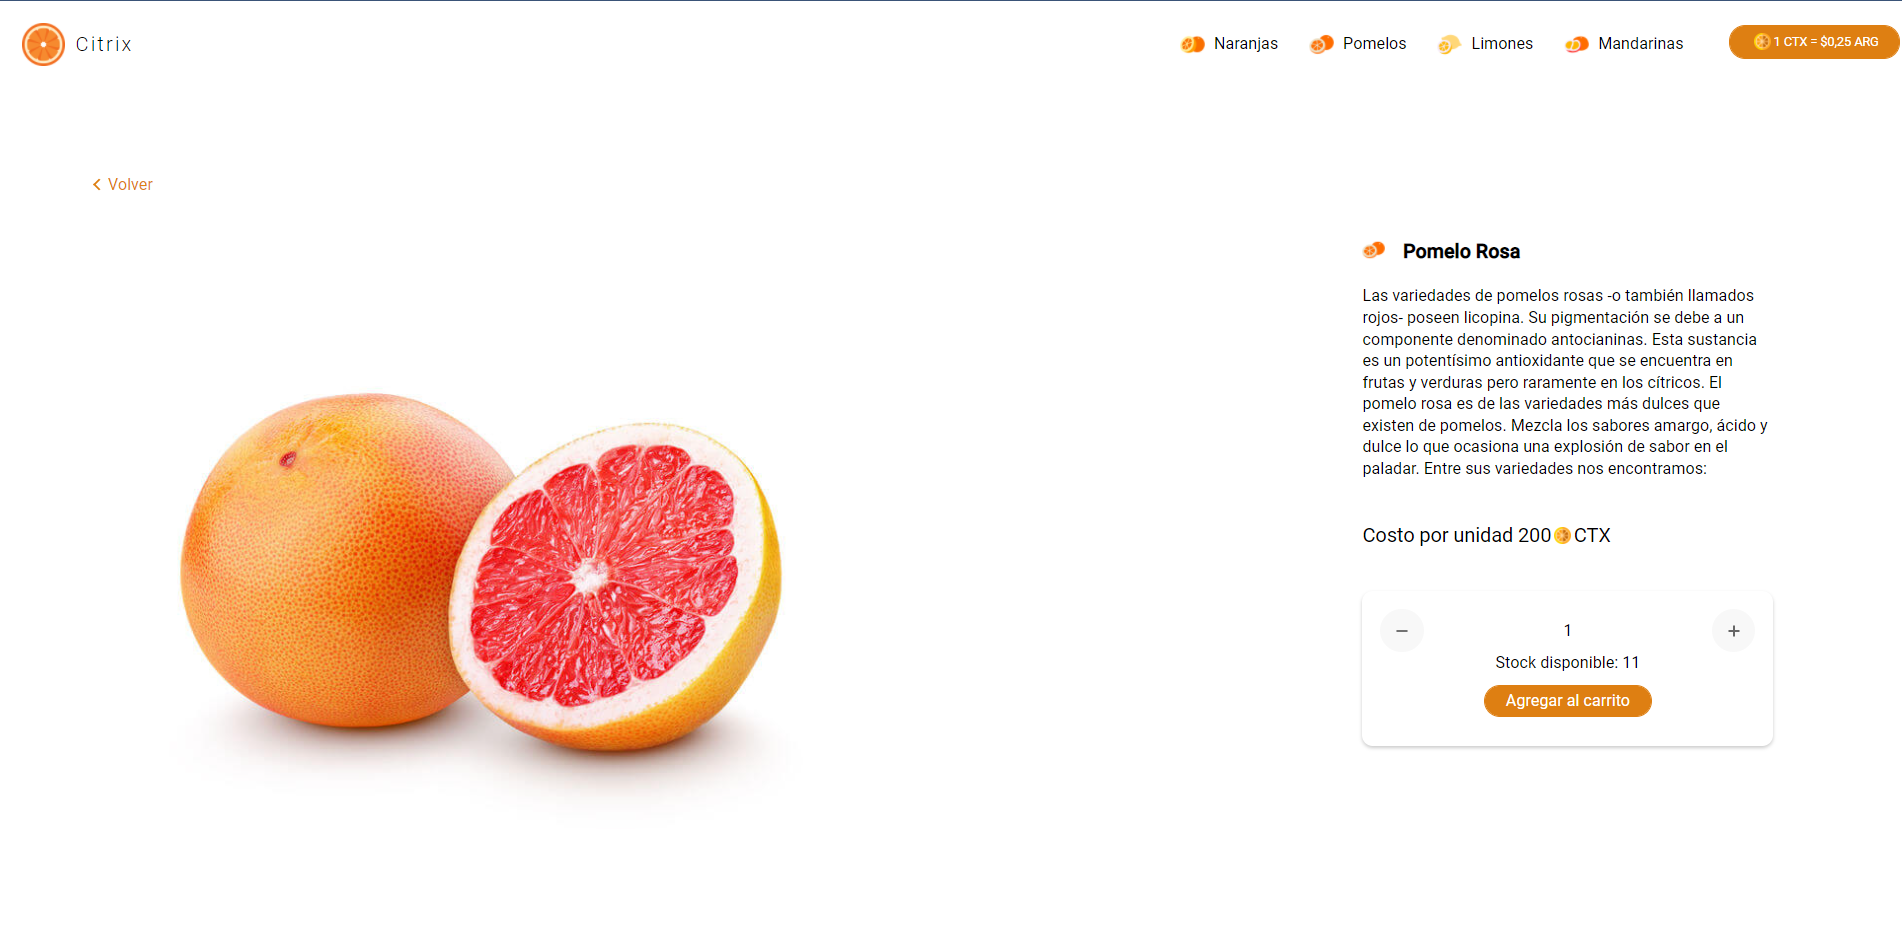 Citrix
Naranjas
Pomelos
Limones
Mandarinas
1 CTX = $0,25 ARG
Volver
Pomelo Rosa
Las variedades de pomelos rosas -o también llamados
rojos- poseen licopina. Su pigmentación se debe a un
componente denominado antocianinas. Esta sustancia
es un potentísimo antioxidante que se encuentra en
frutas y verduras pero raramente en los cítricos. El
pomelo rosa es de las variedades más dulces que
existen de pomelos. Mezcla los sabores amargo, ácido y
dulce lo que ocasiona una explosión de sabor en el
paladar. Entre sus variedades nos encontramos:
Costo por unidad 200 CTX
− 1 +
Stock disponible: 11
Agregar al carrito